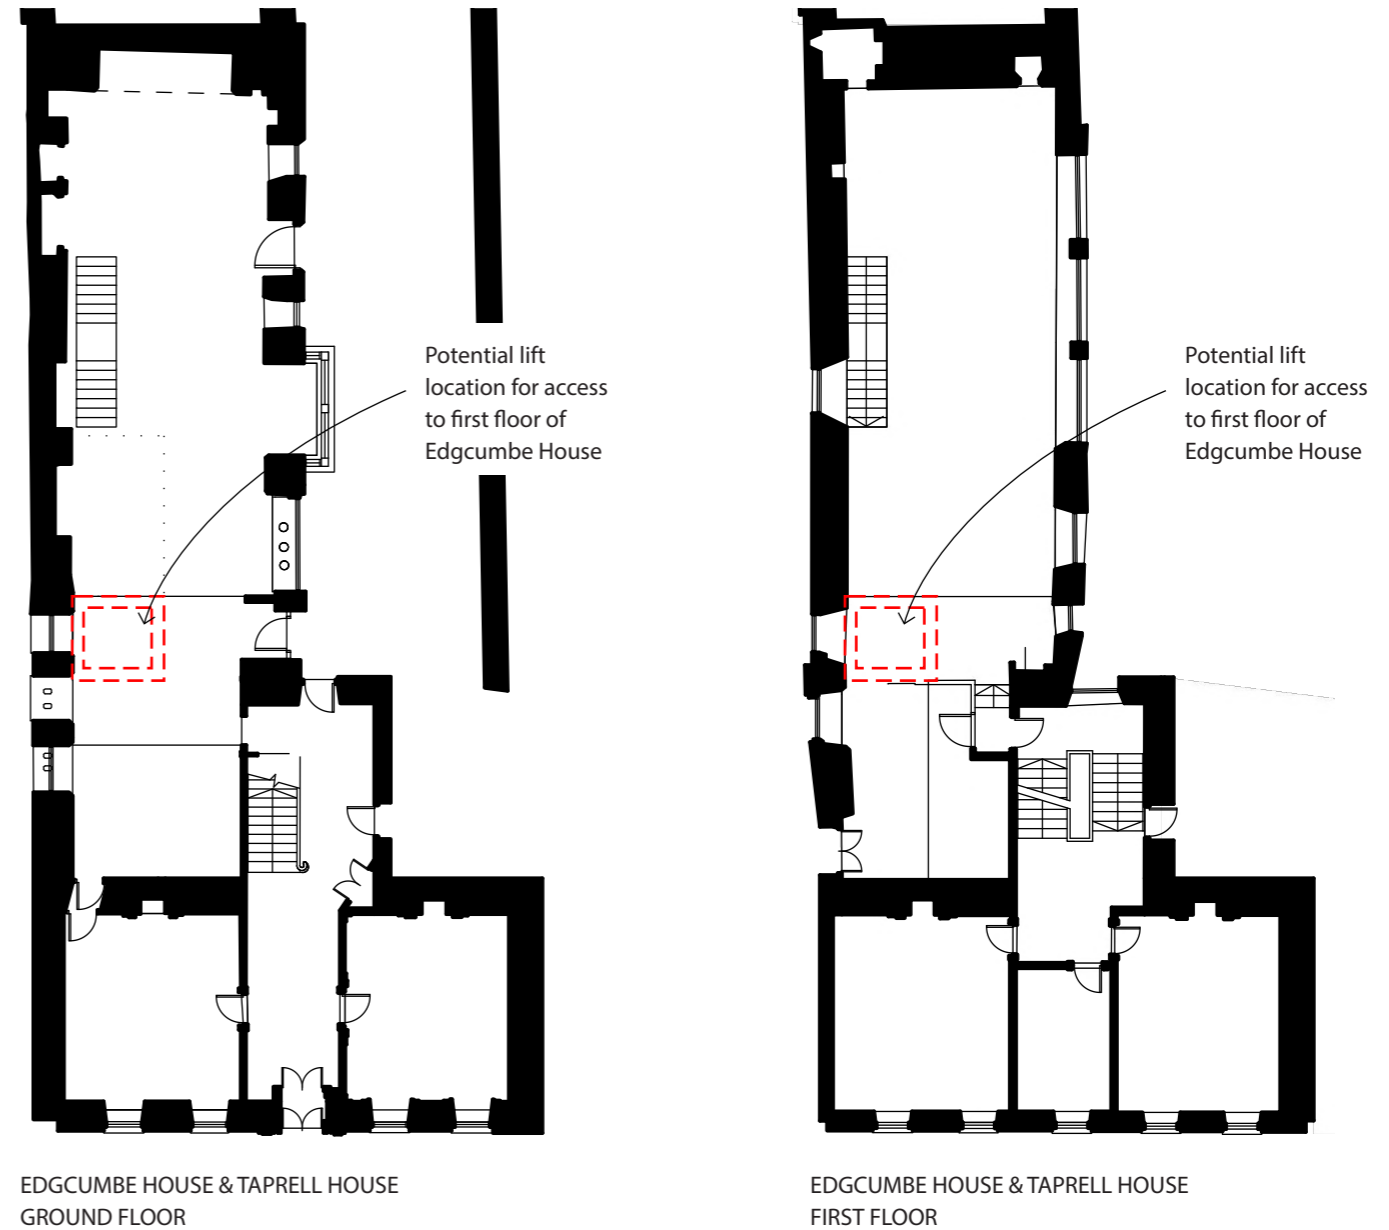 Potential lift
location for access
to first floor of
Edgcumbe House
Potential lift
location for access
to first floor of
Edgcumbe House
EDGCUMBE HOUSE & TAPRELL HOUSE
GROUND FLOOR
EDGCUMBE HOUSE & TAPRELL HOUSE
FIRST FLOOR